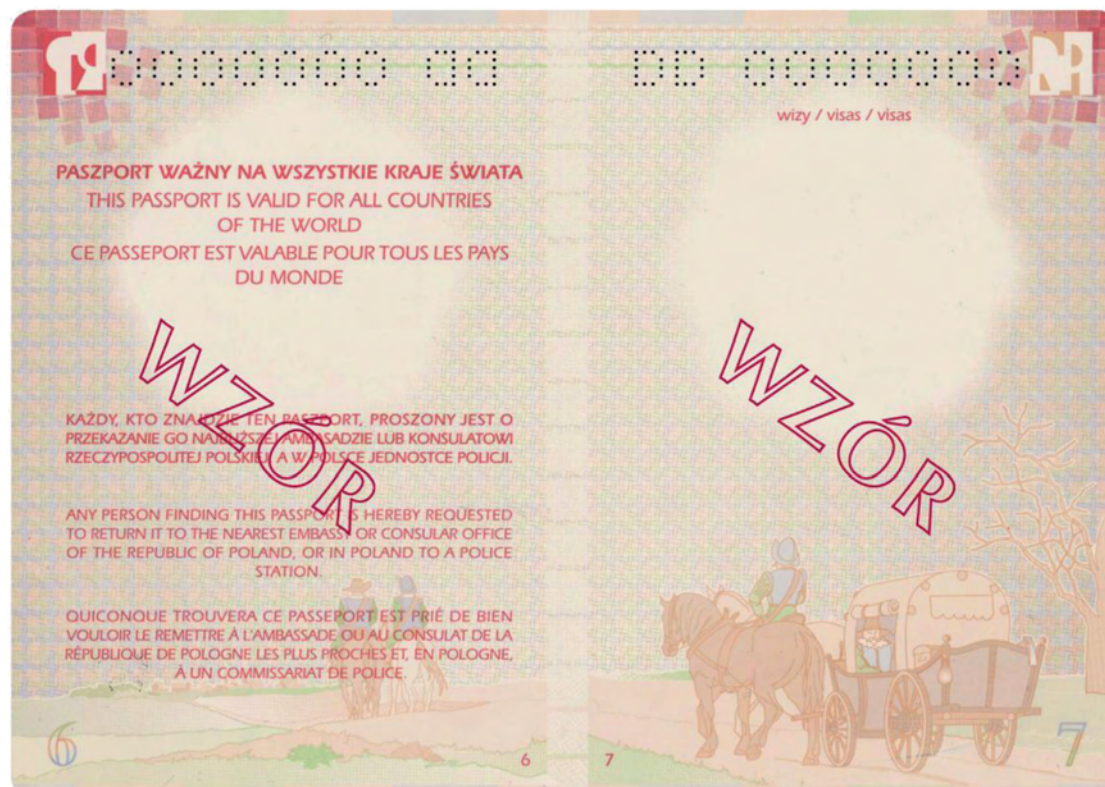 PASZPORT WAŻNY NA WSZYSTKIE KRAJE ŚWIATA
THIS PASSPORT IS VALID FOR ALL COUNTRIES
OF THE WORLD
CE PASSEPORT EST VALABLE POUR TOUS LES PAYS
DU MONDE
WZÓR
KAŻDY, KTO ZNAJDZIE TEN PASZPORT, PROSZONY JEST O
PRZEKAZANIE GO NAJBLIŻSZEJ AMBASADZIE LUB KONSULATOWI
RZECZYPOSPOLITEJ POLSKIEJ, A W POLSCE JEDNOSTCE POLICJI.
ANY PERSON FINDING THIS PASSPORT IS HEREBY REQUESTED
TO RETURN IT TO THE NEAREST EMBASSY OR CONSULAR OFFICE
OF THE REPUBLIC OF POLAND, OR IN POLAND TO A POLICE
STATION.
QUICONQUE TROUVERA CE PASSEPORT EST PRIÉ DE BIEN
VOULOIR LE REMETTRE À L'AMBASSADE OU AU CONSULAT DE LA
RÉPUBLIQUE DE POLOGNE LES PLUS PROCHES ET, EN POLOGNE,
À UN COMMISSARIAT DE POLICE.
6
6
DD 0000000
wizy / visas / visas
WZÓR
7
7